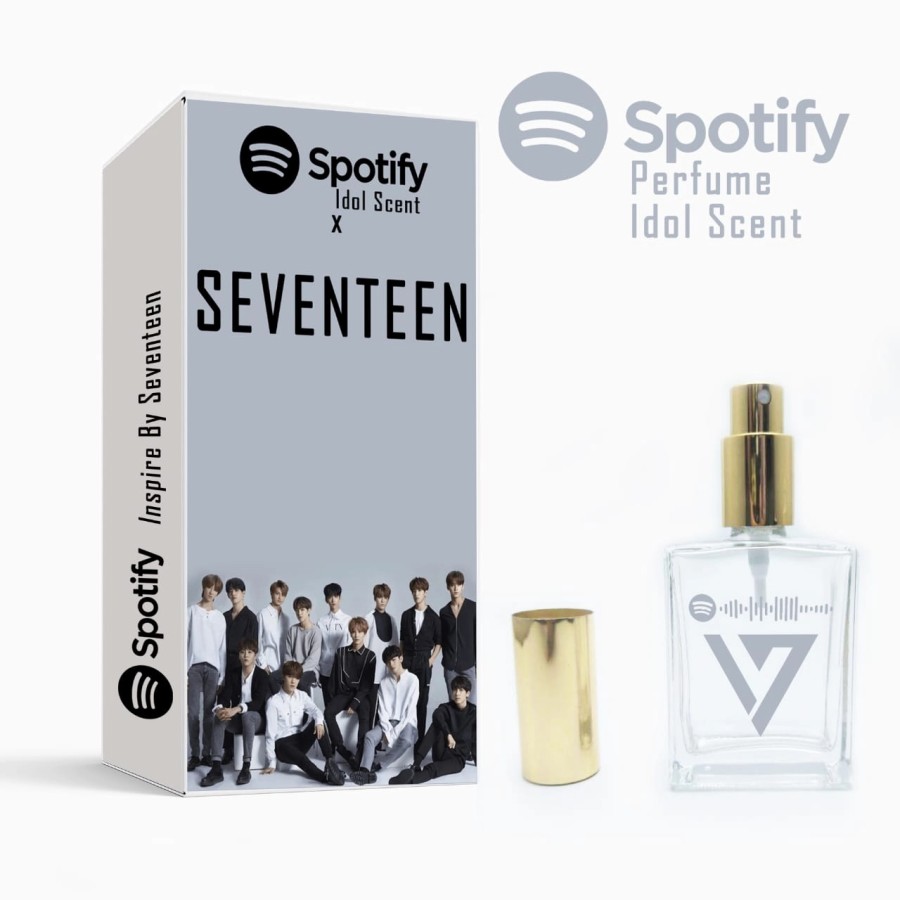 Spotify
Idol Scent
x
SEVENTEEN
Spotify Inspire By Seventeen
Spotify
Perfume
Idol Scent